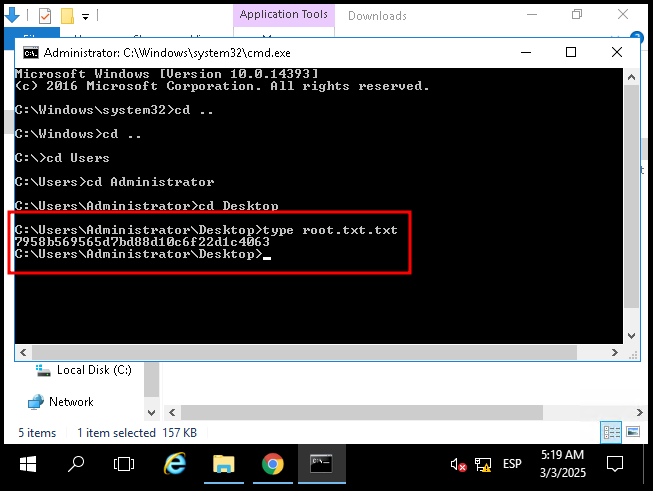 Application Tools
Downloads
Administrator: C:\Windows\system32\cmd.exe
Microsoft Windows [Version 10.0.14393]
(c) 2016 Microsoft Corporation. All rights reserved.
C:\Windows\system32>cd ..
C:\Windows>cd ..
C:\>cd Users
C:\Users>cd Administrator
C:\Users\Administrator>cd Desktop
C:\Users\Administrator\Desktop>type root.txt.txt
7958b569565d7bd88d10c6f22d1c4063
C:\Users\Administrator\Desktop>
Local Disk (C:)
Network
5 items
1 item selected 157 KB
ESP
5:19 AM
3/3/2025